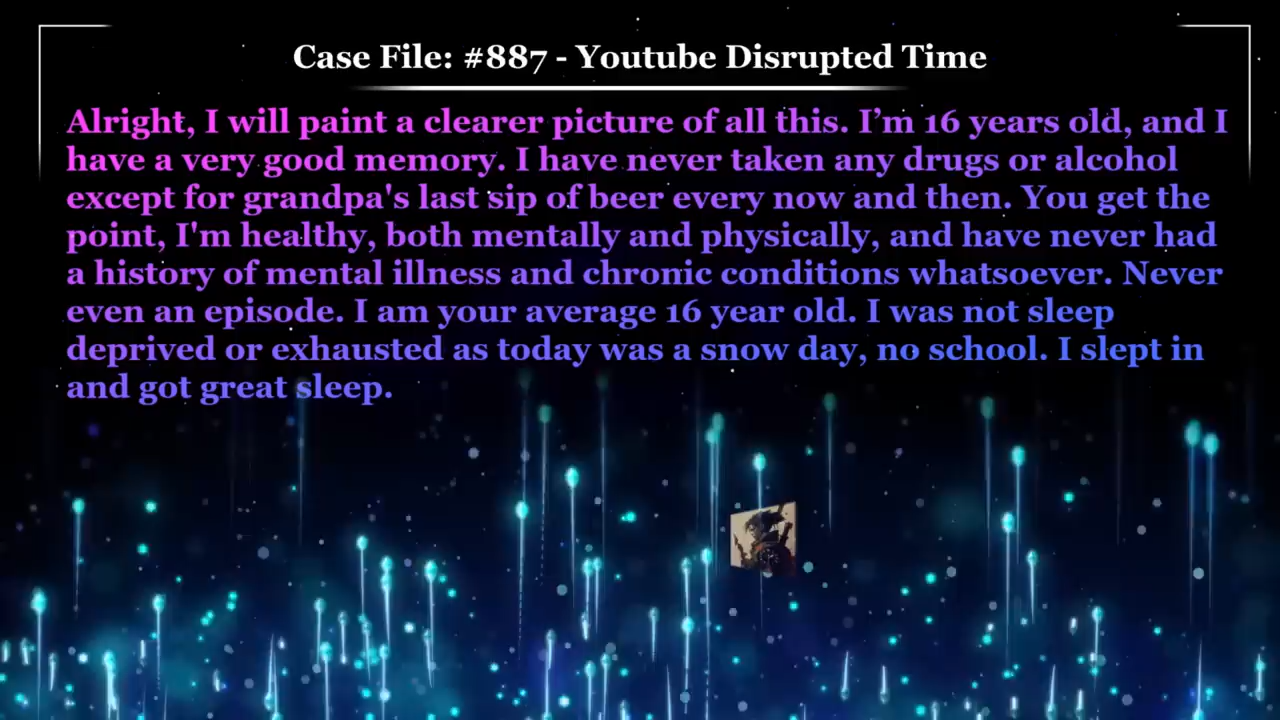 Case File: #887 - Youtube Disrupted Time
Alright, I will paint a clearer picture of all this. I’m 16 years old, and I
have a very good memory. I have never taken any drugs or alcohol
except for grandpa's last sip of beer every now and then. You get the
point, I'm healthy, both mentally and physically, and have never had
a history of mental illness and chronic conditions whatsoever. Never
even an episode. I am your average 16 year old. I was not sleep
deprived or exhausted as today was a snow day, no school. I slept in
and got great sleep.